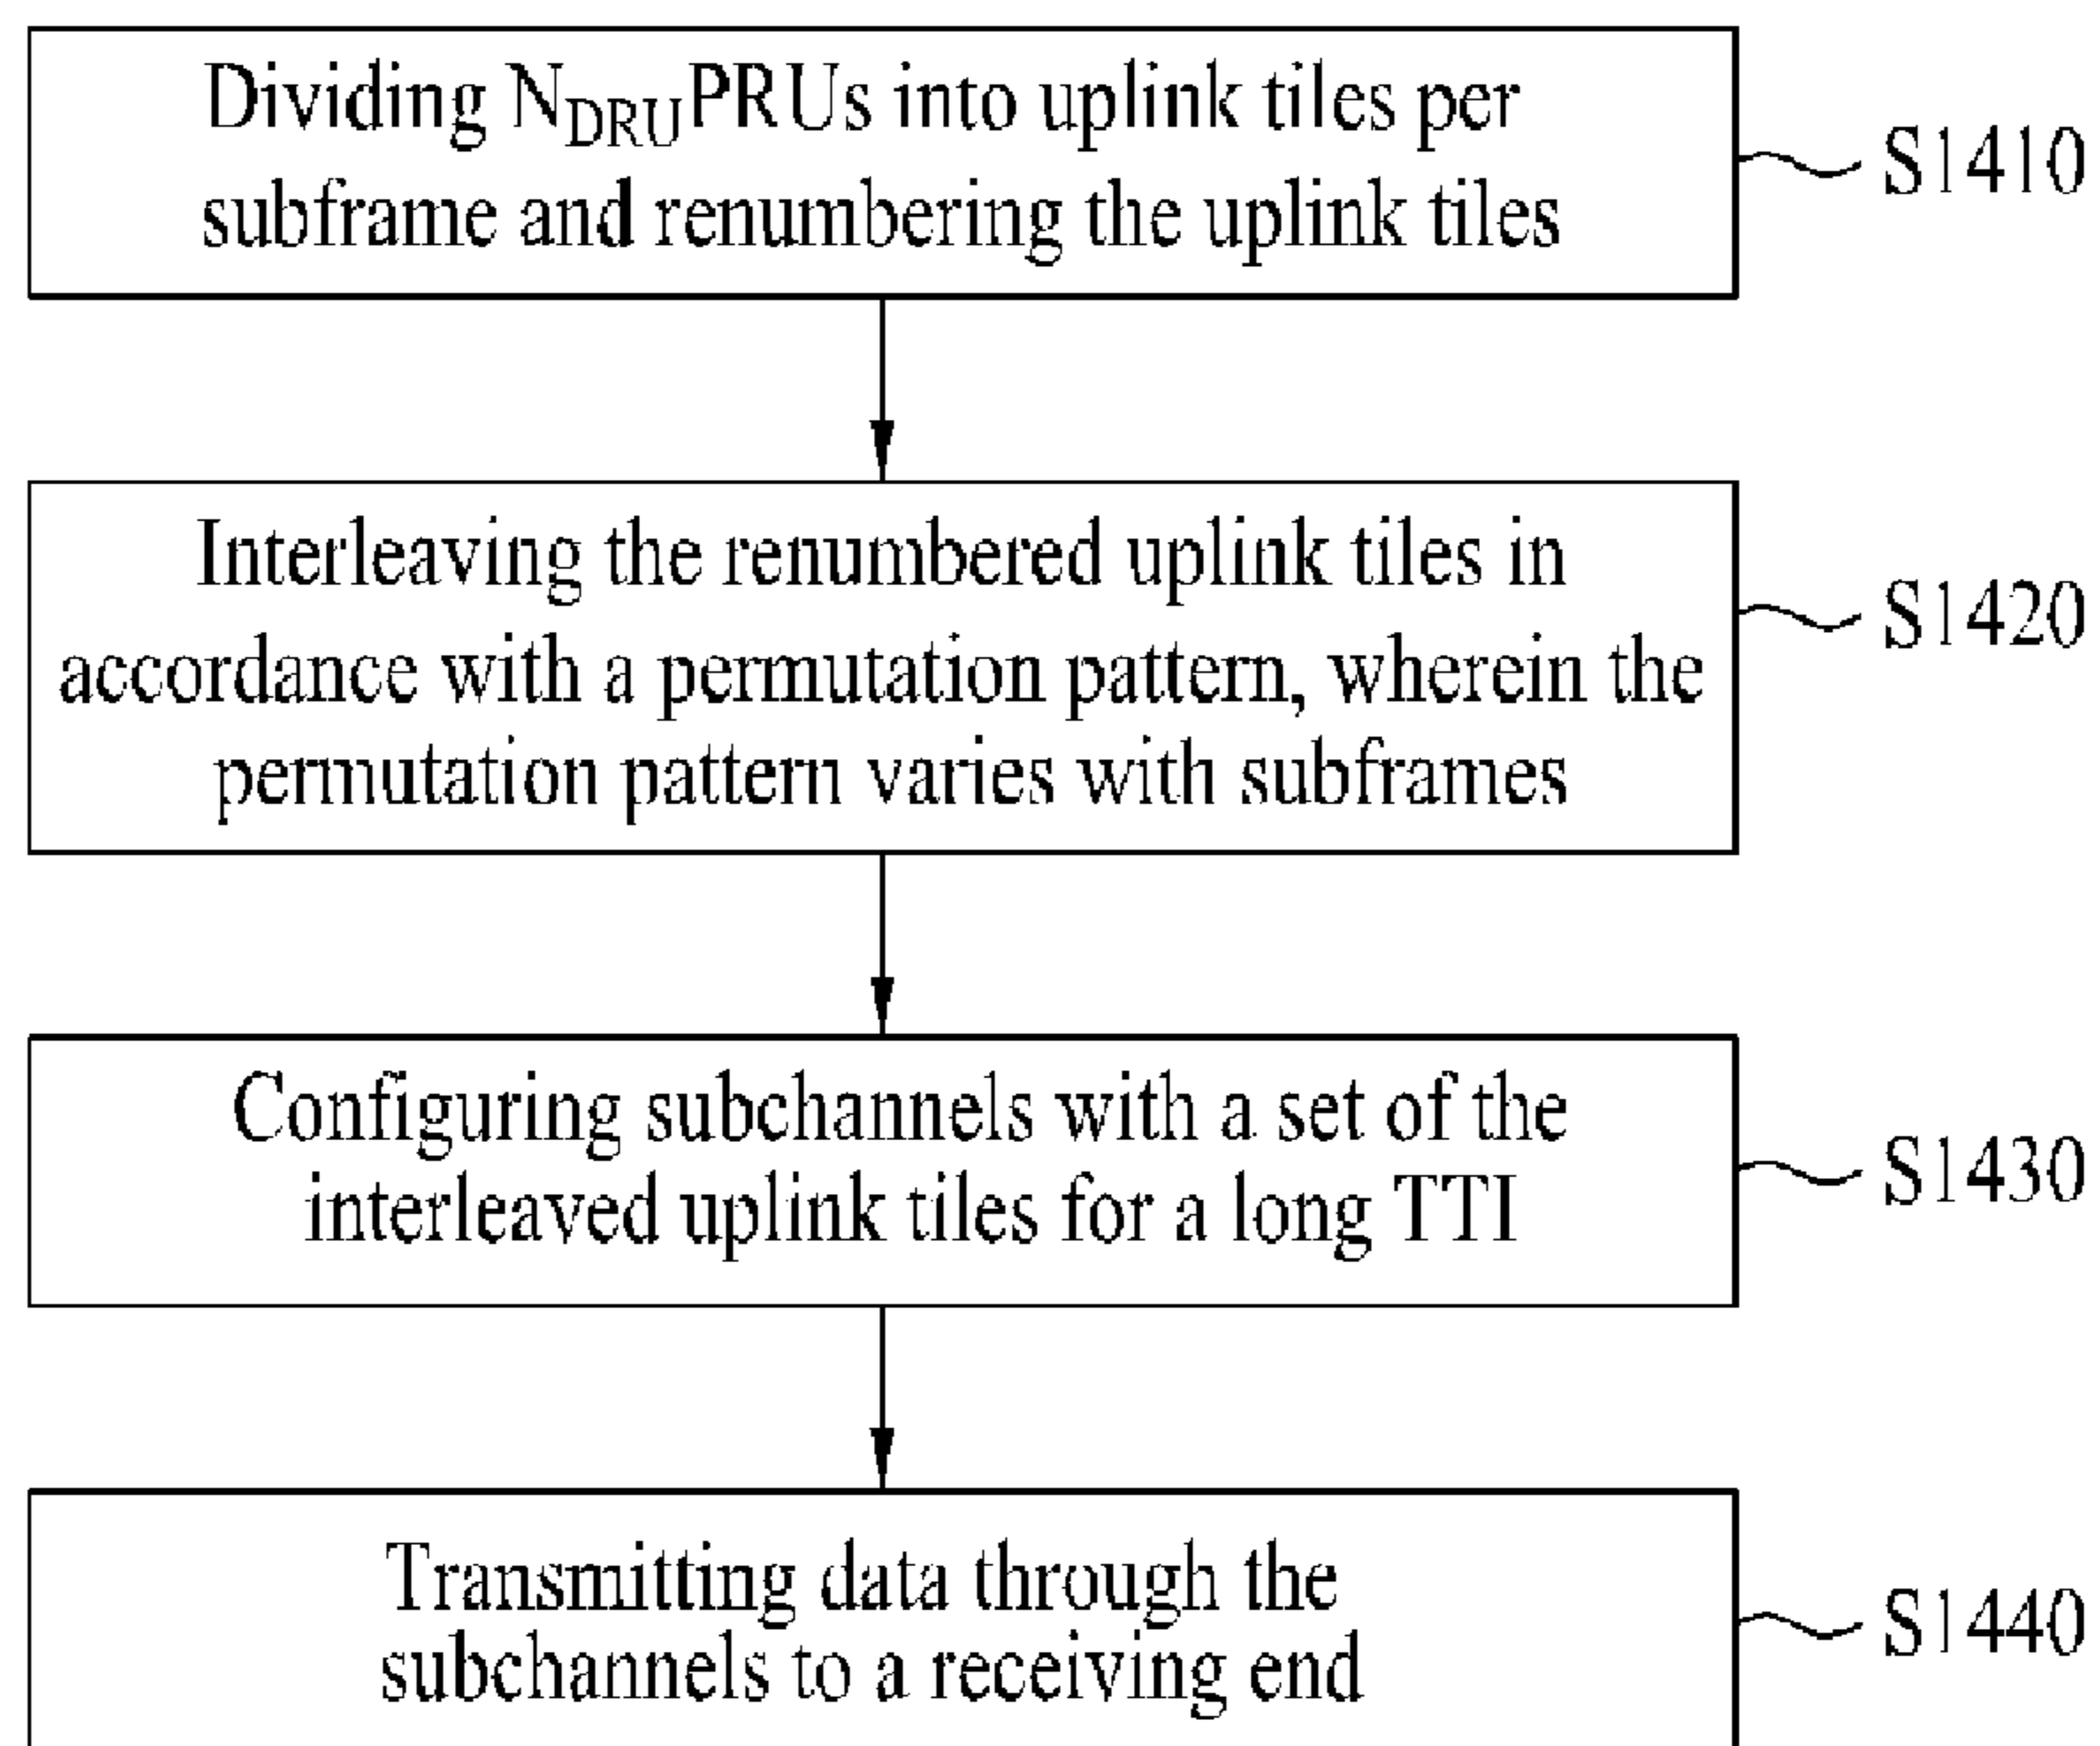 Dividing N_DRU PRUs into uplink tiles per
subframe and renumbering the uplink tiles
S1410
Interleaving the renumbered uplink tiles in
accordance with a permutation pattern, wherein the
permutation pattern varies with subframes
S1420
Configuring subchannels with a set of the
interleaved uplink tiles for a long TTI
S1430
Transmitting data through the
subchannels to a receiving end
S1440